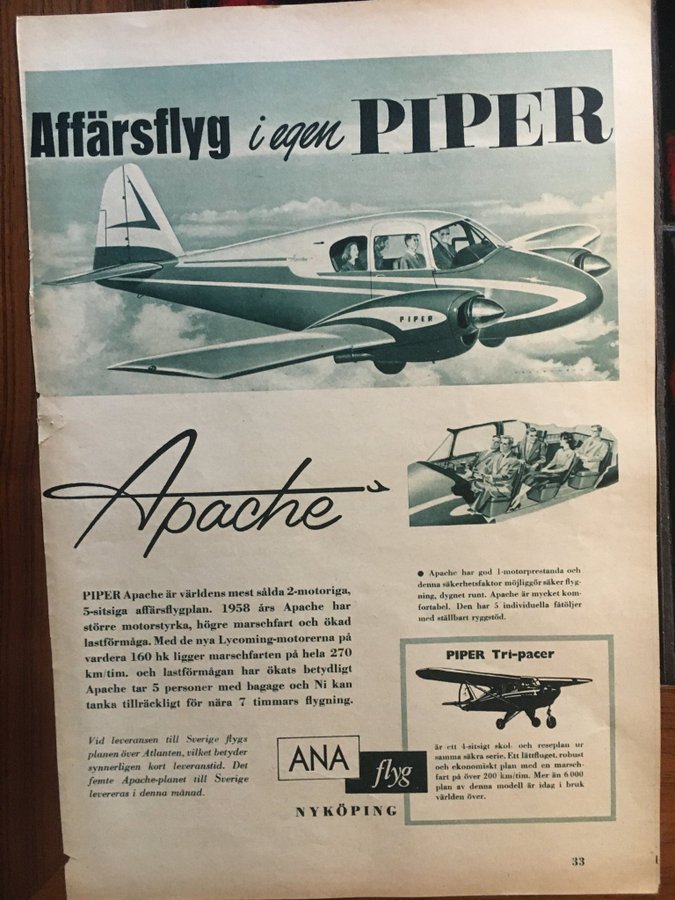 Affärsflyg i egen PIPER
PIPER
Apache
PIPER Apache är världens mest sålda 2-motoriga,
5-sitsiga affärsflygplan. 1958 års Apache har
större motorstyrka, högre marschfart och ökad
lastförmåga. Med de nya Lycoming-motorerna på
vardera 160 hk ligger marschfarten på hela 270
km/tim. och lastförmågan har ökats betydligt
Apache tar 5 personer med bagage och Ni kan
tanka tillräckligt för nära 7 timmars flygning.
Vid leveransen till Sverige flygs
planen över Atlanten, vilket betyder
synnerligen kort leveranstid. Det
femte Apache-planet till Sverige
levereras i denna månad.
● Apache har god 1-motorprestanda och
denna säkerhetsfaktor möjliggör säker flyg-
ning, dygnet runt. Apache är mycket kom-
fortabel. Den har 5 individuella fåtöljer
med ställbart ryggstöd.
PIPER Tri-pacer
är ett 4-sitsigt skol- och reseplan ur
samma säkra serie. Ett lättfluget, robust
och ekonomiskt plan med en marsch-
fart på över 200 km/tim. Mer än 6 000
plan av denna modell är idag i bruk
världen över.
ANA
flyg
NYKÖPING
33